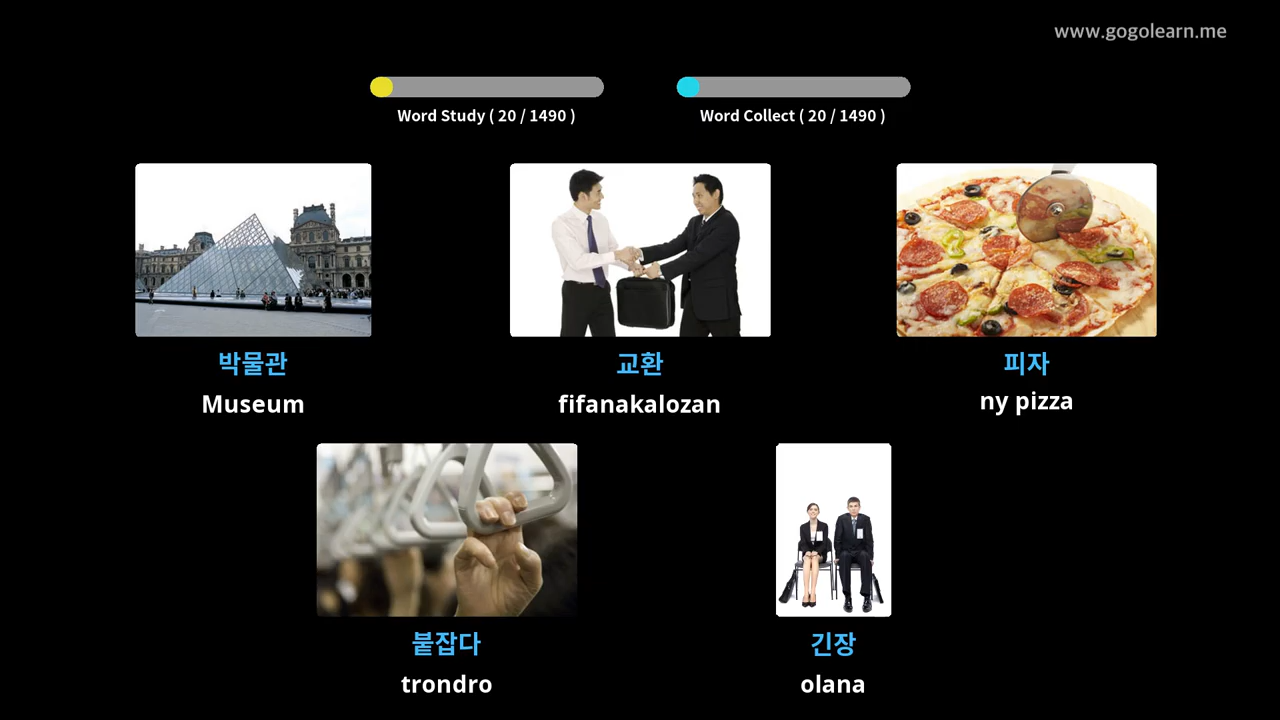 www.gogolearn.me
Word Study ( 20 / 1490 )
Word Collect ( 20 / 1490 )
박물관
Museum
교환
fifanakalozan
피자
ny pizza
붙잡다
trondro
긴장
olana